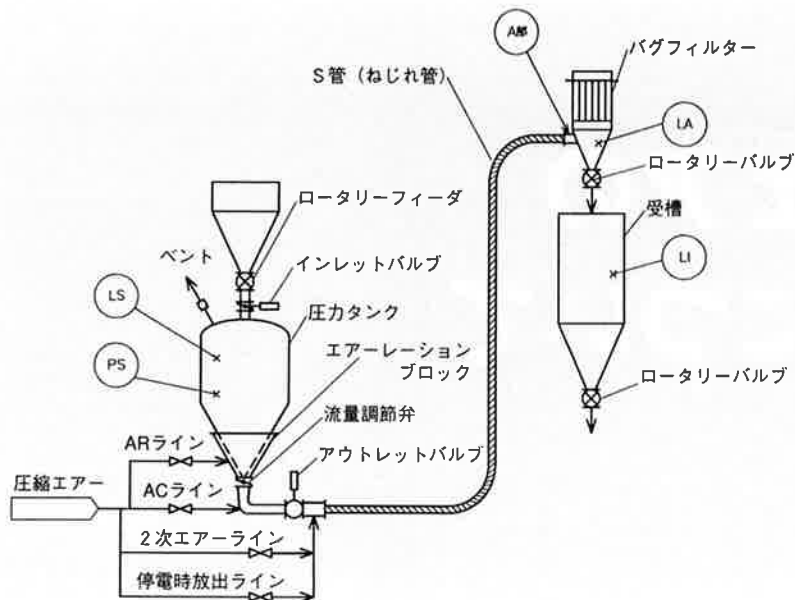 A部
バグフィルター
S管（ねじれ管）
LA
ロータリーバルブ
ロータリーフィーダ
受槽
ベント
インレットバルブ
LI
LS
圧力タンク
エアーレーション
ブロック
PS
ロータリーバルブ
流量調節弁
ARライン
アウトレットバルブ
圧縮エアー
ACライン
2次エアーライン
停電時放出ライン